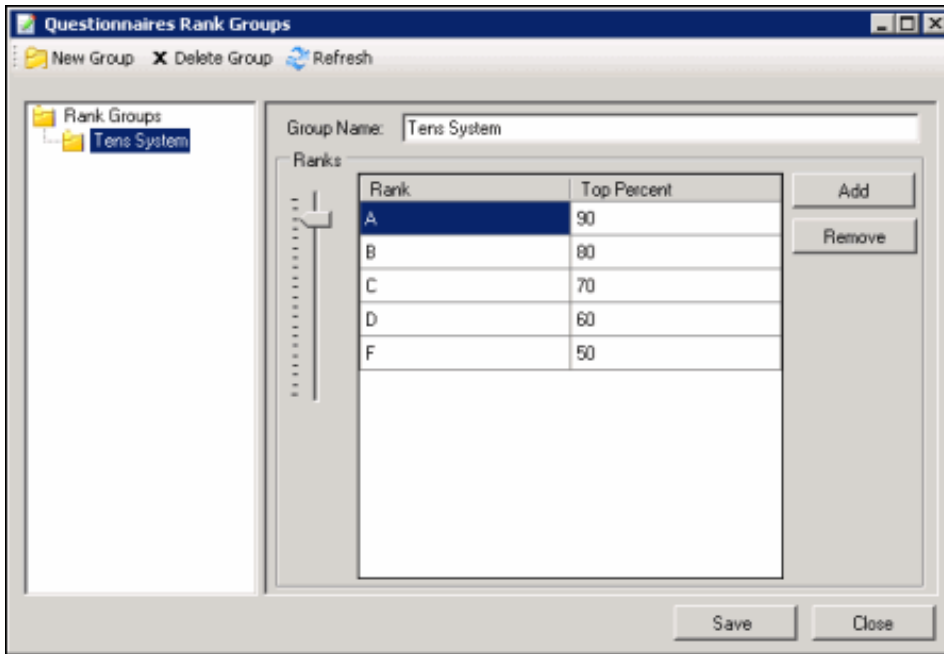 Questionnaires Rank Groups
New Group X Delete Group Refresh
Rank Groups
Tens System
Group Name: Tens System
Ranks
Rank Top Percent
A 90
B 80
C 70
D 60
F 50
Add
Remove
Save Close